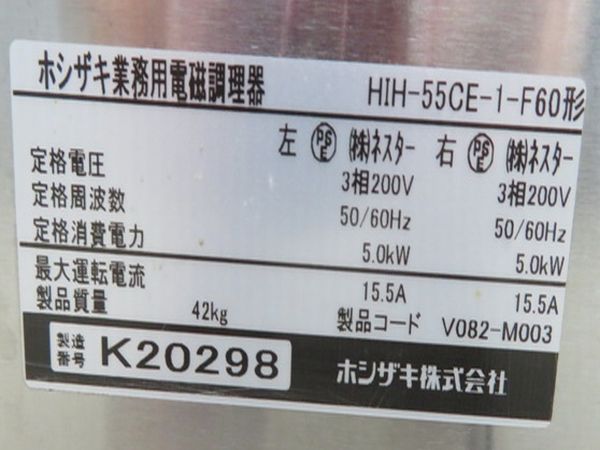 ホシザキ業務用電磁調理器 HIH-55CE-1-F60形
左 PSE ㈱ネスター 右 PSE ㈱ネスター
定格電圧 3相200V 3相200V
定格周波数 50/60Hz 50/60Hz
定格消費電力 5.0kW 5.0kW
最大運転電流 15.5A 15.5A
製品質量 42kg 製品コード V082-M003
製造番号 K20298 ホシザキ株式会社